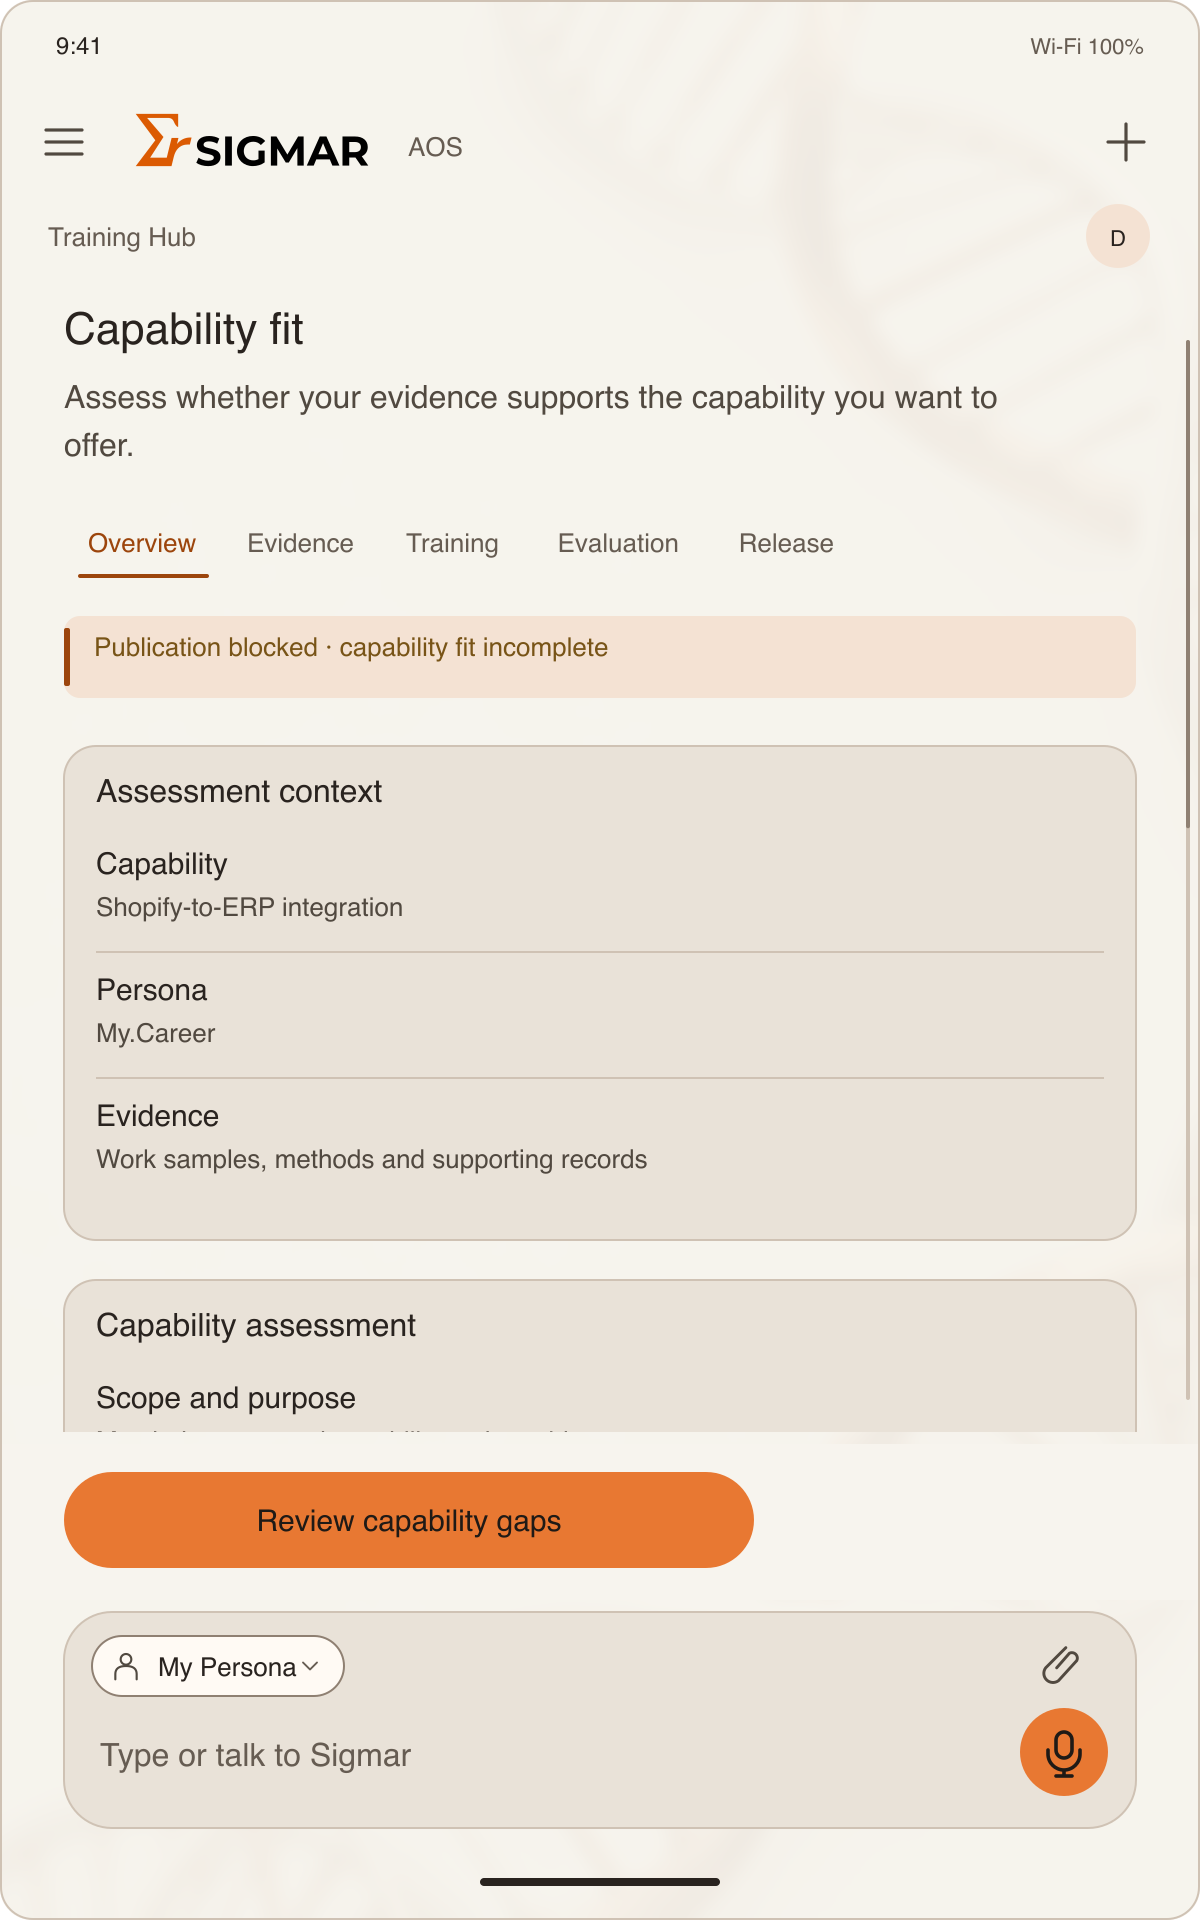 9:41
Wi-Fi 100%
Σr SIGMAR AOS
Training Hub
D
Capability fit
Assess whether your evidence supports the capability you want to
offer.
Overview Evidence Training Evaluation Release
Publication blocked · capability fit incomplete
Assessment context
Capability
Shopify-to-ERP integration
Persona
My.Career
Evidence
Work samples, methods and supporting records
Capability assessment
Scope and purpose
Review capability gaps
My Persona
Type or talk to Sigmar